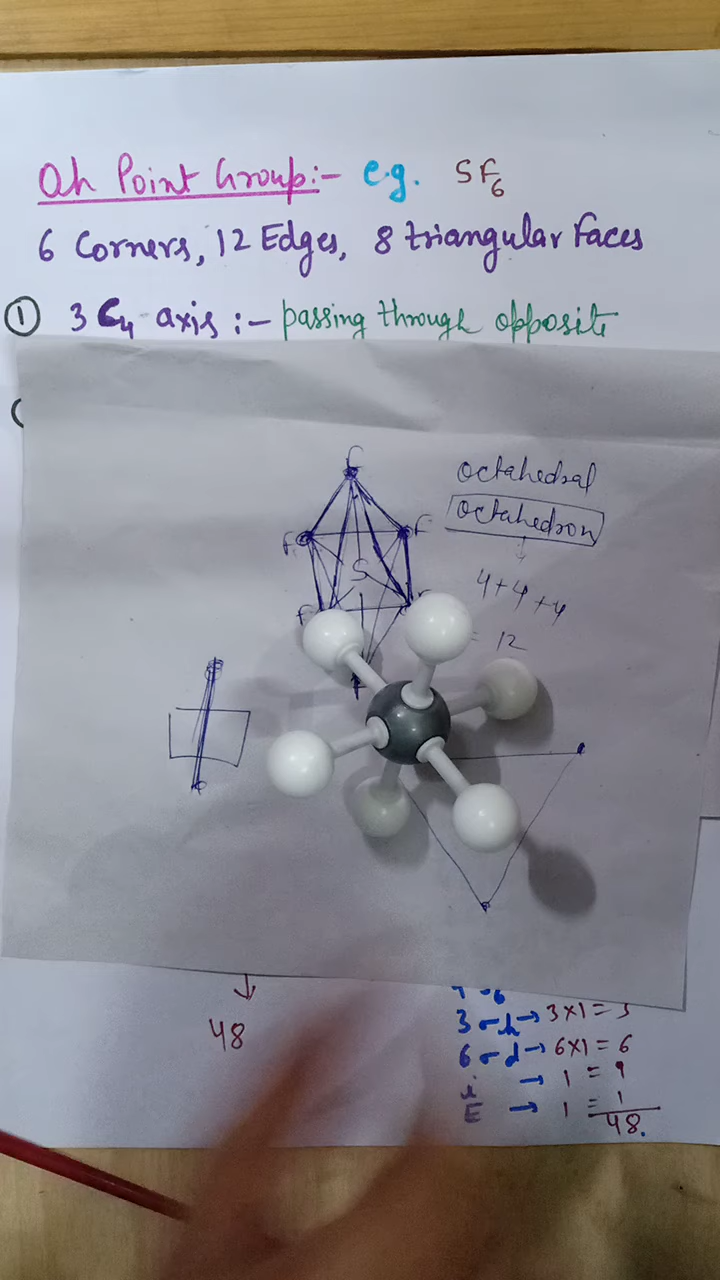 Oh Point Group:- e.g. SF6
6 Corners, 12 Edges, 8 triangular faces
① 3 C4 axis :- passing through opposite
octahedral
octahedron
F
F
F
S
F
F
4+4+4
= 12
48
3 σh → 3×1 = 3
6 σd → 6×1 = 6
i → 1 = 1
E → 1 = 1
48.